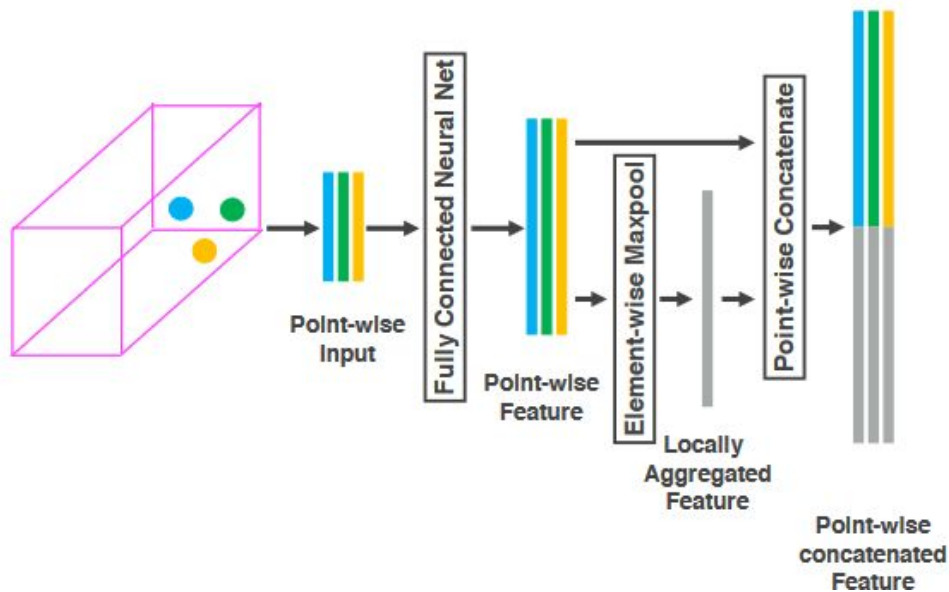 Point-wise
Input
Fully Connected Neural Net
Point-wise
Feature
Element-wise Maxpool
Locally
Aggregated
Feature
Point-wise Concatenate
Point-wise
concatenated
Feature